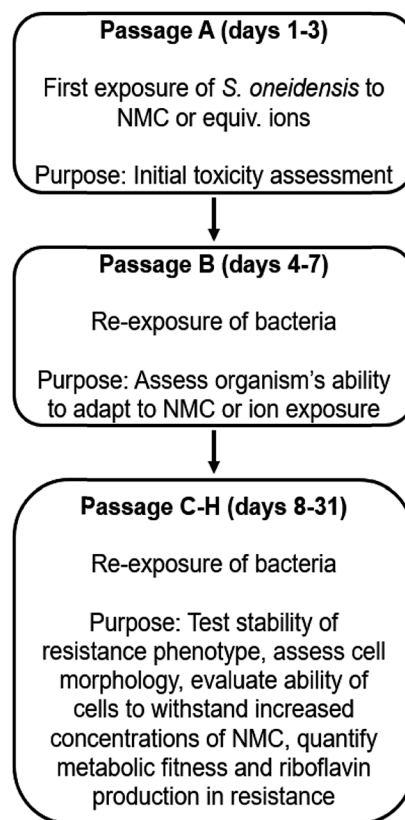 Passage A (days 1-3)
First exposure of S. oneidensis to
NMC or equiv. ions
Purpose: Initial toxicity assessment
Passage B (days 4-7)
Re-exposure of bacteria
Purpose: Assess organism's ability
to adapt to NMC or ion exposure
Passage C-H (days 8-31)
Re-exposure of bacteria
Purpose: Test stability of
resistance phenotype, assess cell
morphology, evaluate ability of
cells to withstand increased
concentrations of NMC, quantify
metabolic fitness and riboflavin
production in resistance